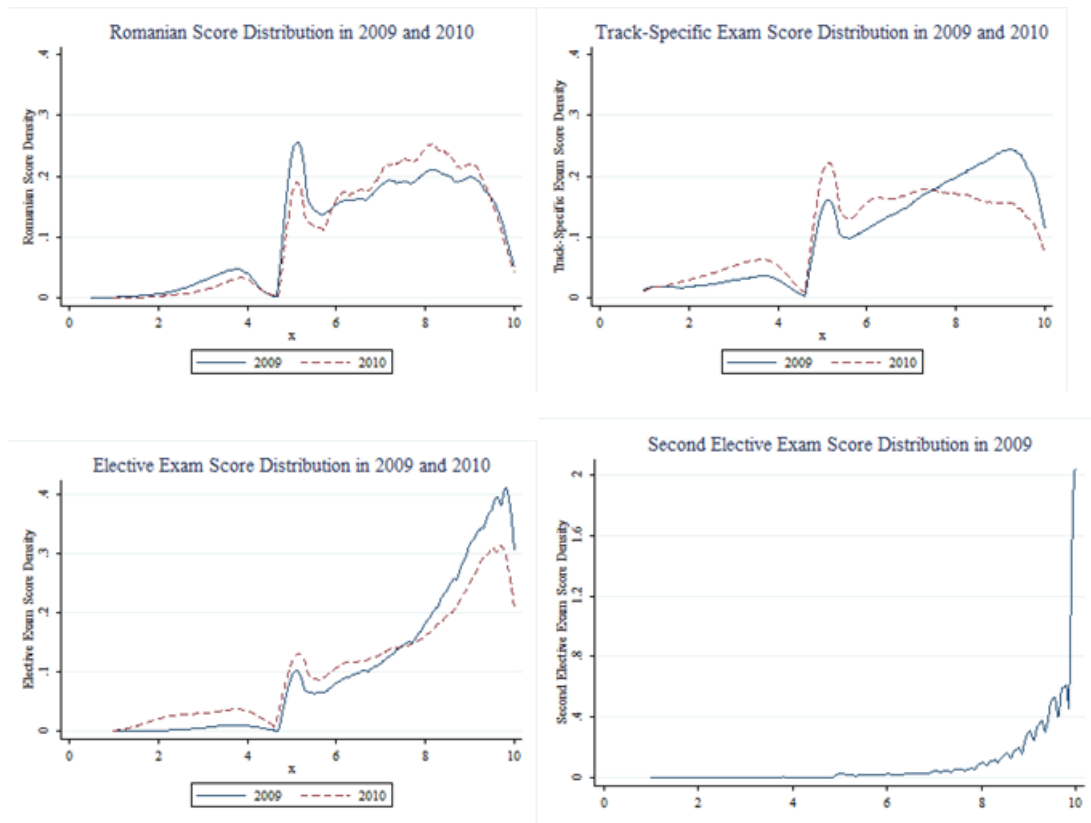 Romanian Score Distribution in 2009 and 2010
Romanian Score Density
.4
.3
.2
.1
0
0 2 4 6 8 10
x
2009 2010
Track-Specific Exam Score Distribution in 2009 and 2010
Track-Specific Exam Score Density
.4
.3
.2
.1
0
0 2 4 6 8 10
x
2009 2010
Elective Exam Score Distribution in 2009 and 2010
Elective Exam Score Density
.4
.3
.2
.1
0
0 2 4 6 8 10
x
2009 2010
Second Elective Exam Score Distribution in 2009
Second Elective Exam Score Density
2
1.6
1.2
.8
.4
0
0 2 4 6 8 10